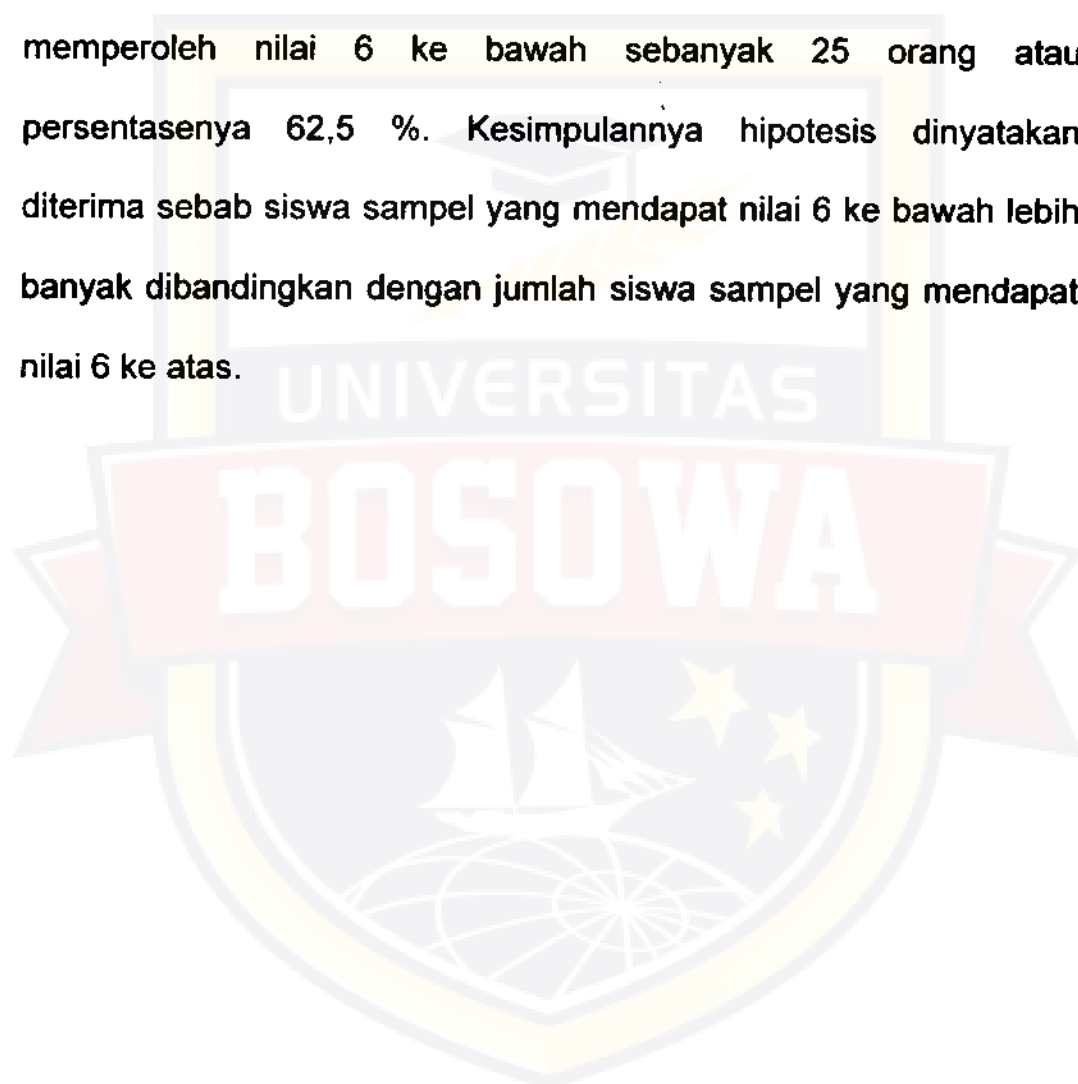 memperoleh nilai 6 ke bawah sebanyak 25 orang atau
persentasenya 62,5 %. Kesimpulannya hipotesis dinyatakan
diterima sebab siswa sampel yang mendapat nilai 6 ke bawah lebih
banyak dibandingkan dengan jumlah siswa sampel yang mendapat
nilai 6 ke atas.
UNIVERSITAS
BOSOWA